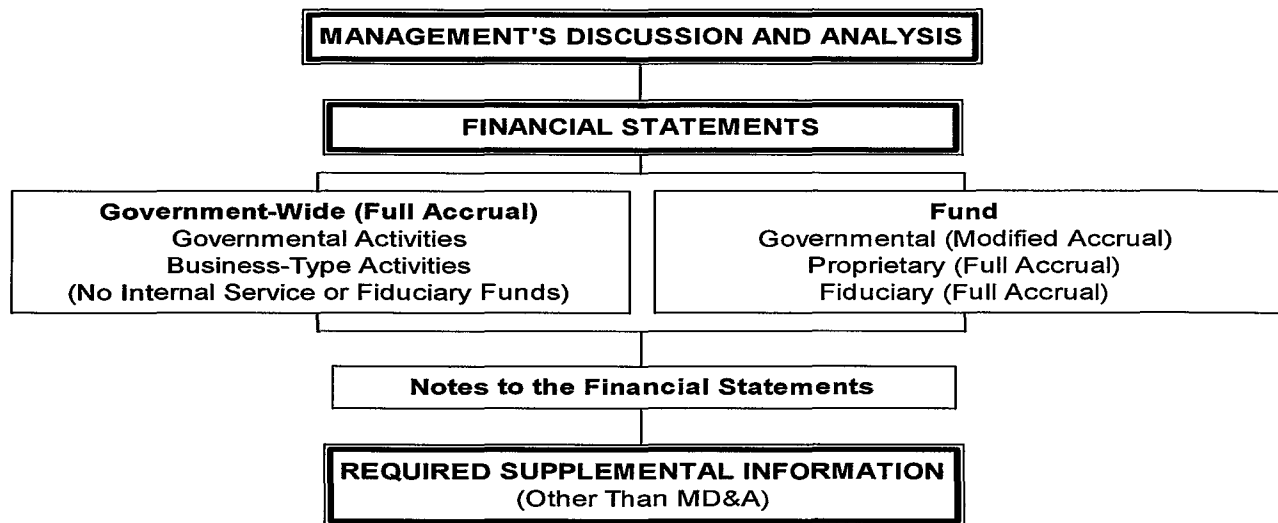 MANAGEMENT'S DISCUSSION AND ANALYSIS
FINANCIAL STATEMENTS
Government-Wide (Full Accrual)
Governmental Activities
Business-Type Activities
(No Internal Service or Fiduciary Funds)
Fund
Governmental (Modified Accrual)
Proprietary (Full Accrual)
Fiduciary (Full Accrual)
Notes to the Financial Statements
REQUIRED SUPPLEMENTAL INFORMATION
(Other Than MD&A)